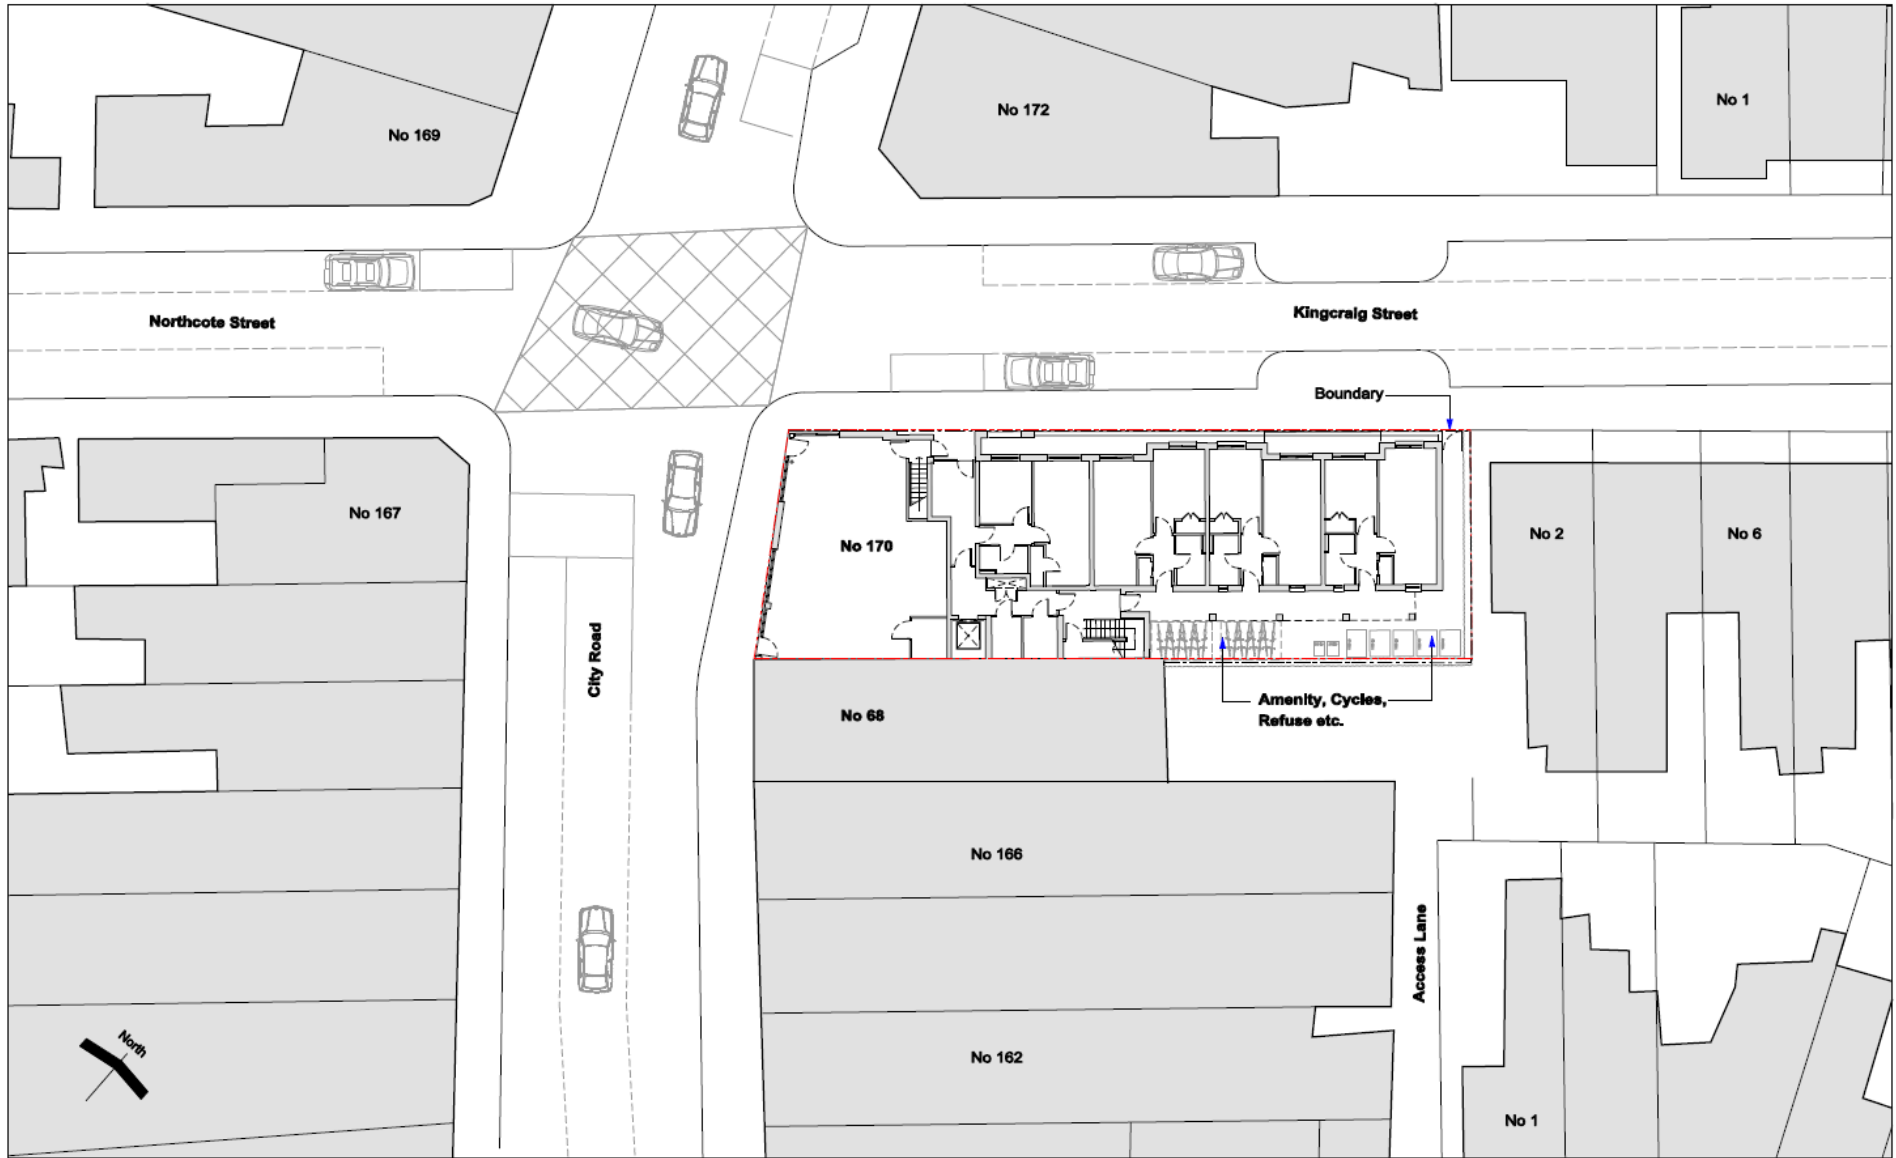 No 169
No 172
No 1
Northcote Street
Kingcraig Street
Boundary
No 167
No 170
No 2
No 6
City Road
No 68
Amenity, Cycles,
Refuse etc.
No 166
Access Lane
North
No 162
No 1